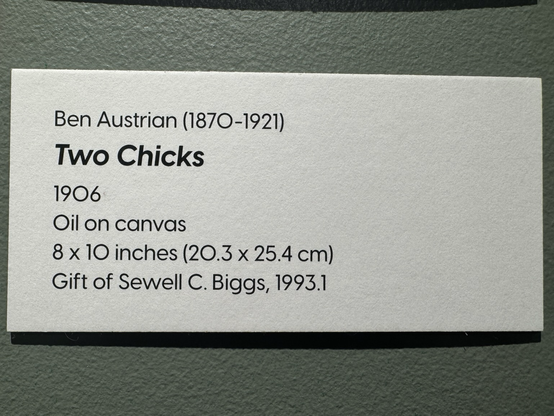 Ben Austrian (1870-1921)
Two Chicks
1906
Oil on canvas
8 x 10 inches (20.3 x 25.4 cm)
Gift of Sewell C. Biggs, 1993.1